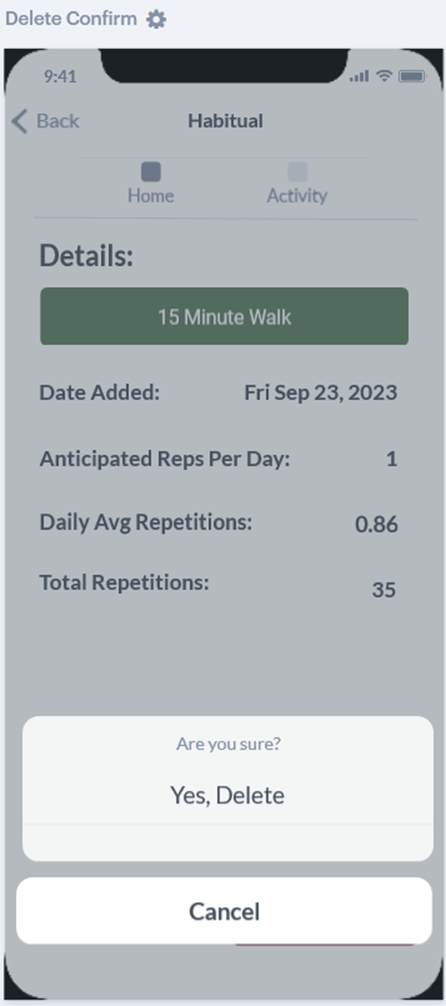 Delete Confirm
9:41
Back
Habitual
Home
Activity
Details:
15 Minute Walk
Date Added: Fri Sep 23, 2023
Anticipated Reps Per Day: 1
Daily Avg Repetitions: 0.86
Total Repetitions: 35
Are you sure?
Yes, Delete
Cancel